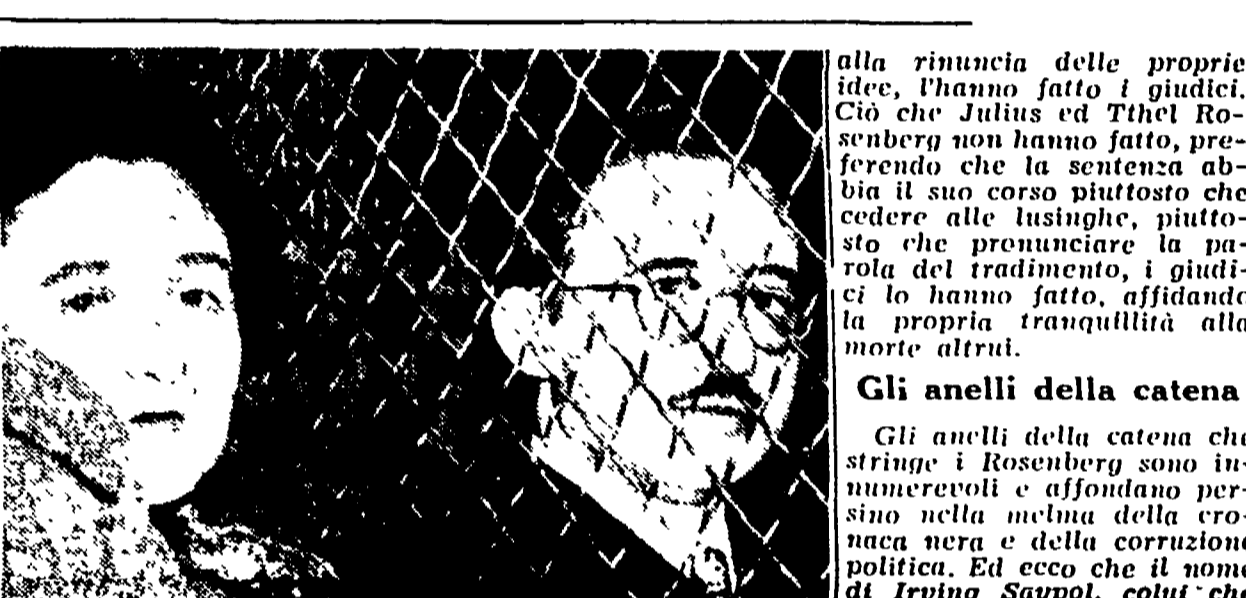 alla rinuncia delle proprie
idee, l'hanno fatto i giudici.
Ciò che Julius ed Tthel Ro-
senberg non hanno fatto, pre-
ferendo che la sentenza ab-
bia il suo corso piuttosto che
cedere alle lusinghe, piutto-
sto che pronunciare la pa-
rola del tradimento, i giudi-
ci lo hanno fatto, affidando
la propria tranquillità alla
morte altrui.
Gli anelli della catena
Gli anelli della catena che
stringe i Rosenberg sono in-
numerevoli e affondano per-
sino nella melma della cro-
naca nera e della corruzione
politica. Ed ecco che il nome
di Irving Saypol, colui che